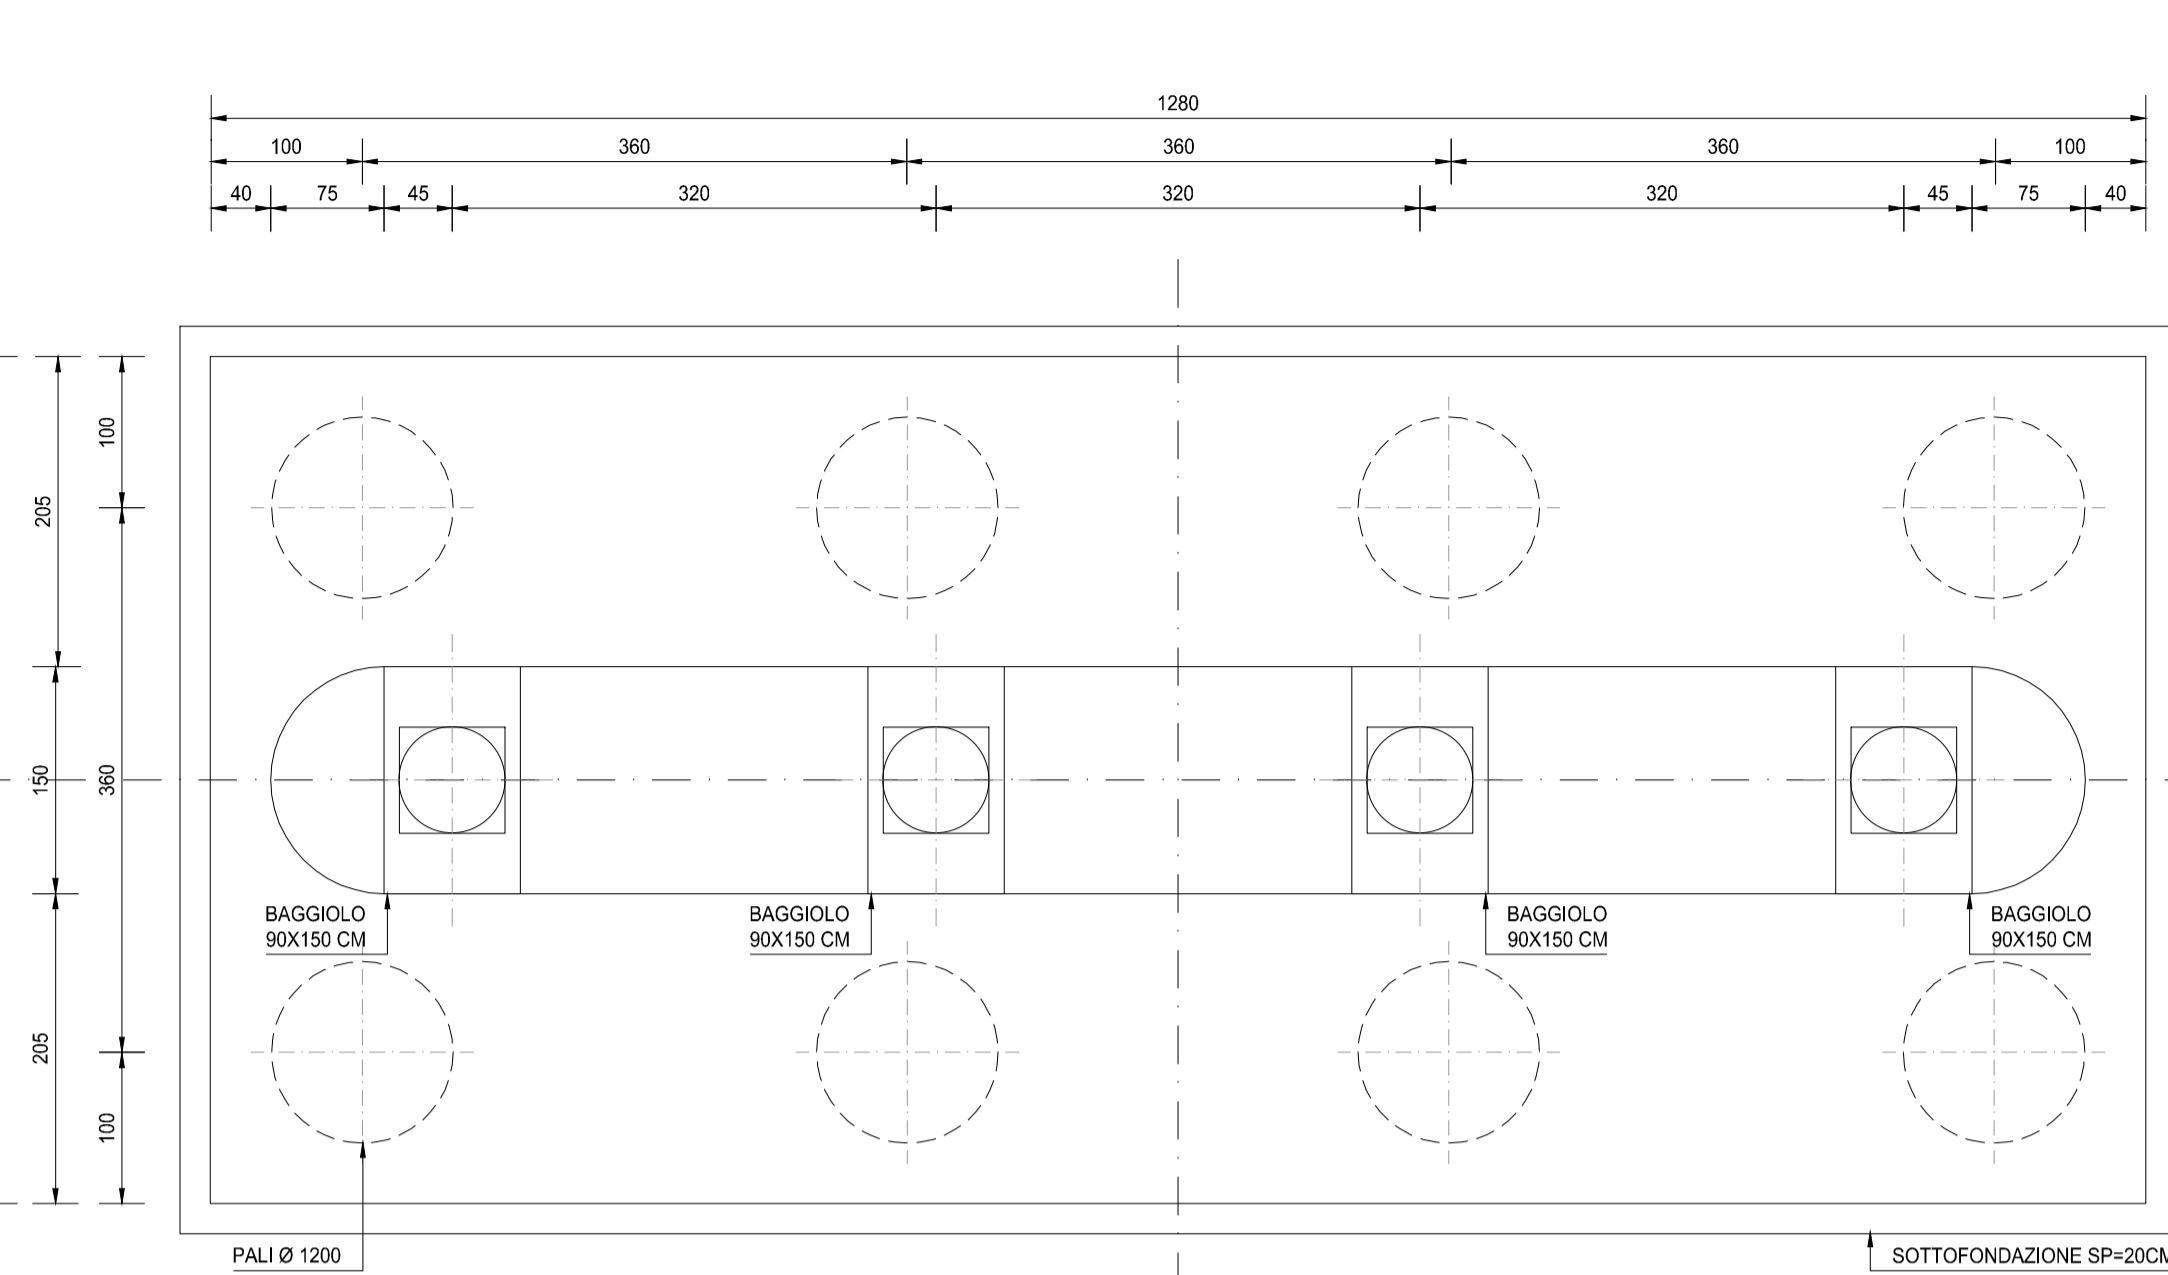 1280
100 360 360 360 100
40 75 45 320 320 320 45 75 40
100
205
150
360
205
100
BAGGIOLO
90X150 CM
BAGGIOLO
90X150 CM
BAGGIOLO
90X150 CM
BAGGIOLO
90X150 CM
PALI Ø 1200
SOTTOFONDAZIONE SP=20CM